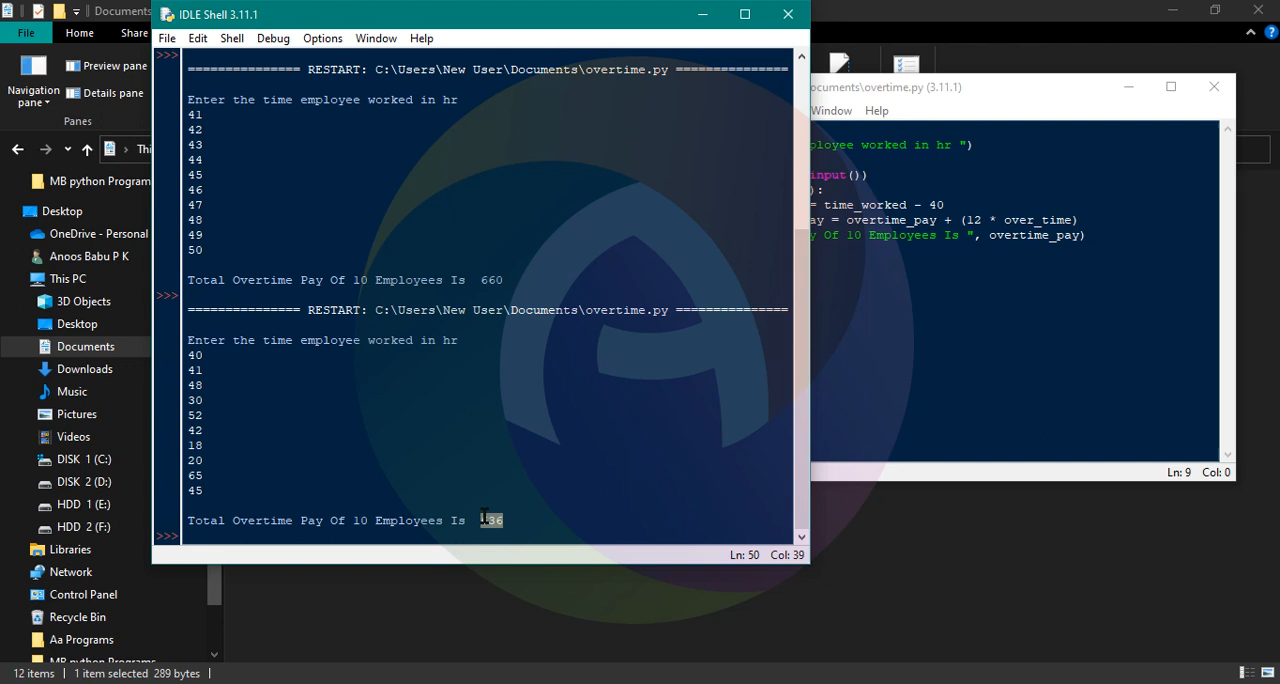 Documents
File
Home
Share
Navigation
pane
Preview pane
Details pane
Panes
Thi
MB python Program
Desktop
OneDrive - Personal
Anoos Babu P K
This PC
3D Objects
Desktop
Documents
Downloads
Music
Pictures
Videos
DISK 1 (C:)
DISK 2 (D:)
HDD 1 (E:)
HDD 2 (F:)
Libraries
Network
Control Panel
Recycle Bin
Aa Programs
MB python Programs
12 items
1 item selected 289 bytes
IDLE Shell 3.11.1
File Edit Shell Debug Options Window Help
>>>
=============== RESTART: C:\Users\New User\Documents\overtime.py ===============
Enter the time employee worked in hr
41
42
43
44
45
46
47
48
49
50
Total Overtime Pay Of 10 Employees Is 660
>>>
=============== RESTART: C:\Users\New User\Documents\overtime.py ===============
Enter the time employee worked in hr
40
41
48
30
52
42
18
20
65
45
Total Overtime Pay Of 10 Employees Is
>>>
Ln: 50 Col: 39
ocuments\overtime.py (3.11.1)
Window Help
ployee worked in hr ")
input())
):
= time_worked - 40
ay = overtime_pay + (12 * over_time)
y Of 10 Employees Is ", overtime_pay)
Ln: 9 Col: 0